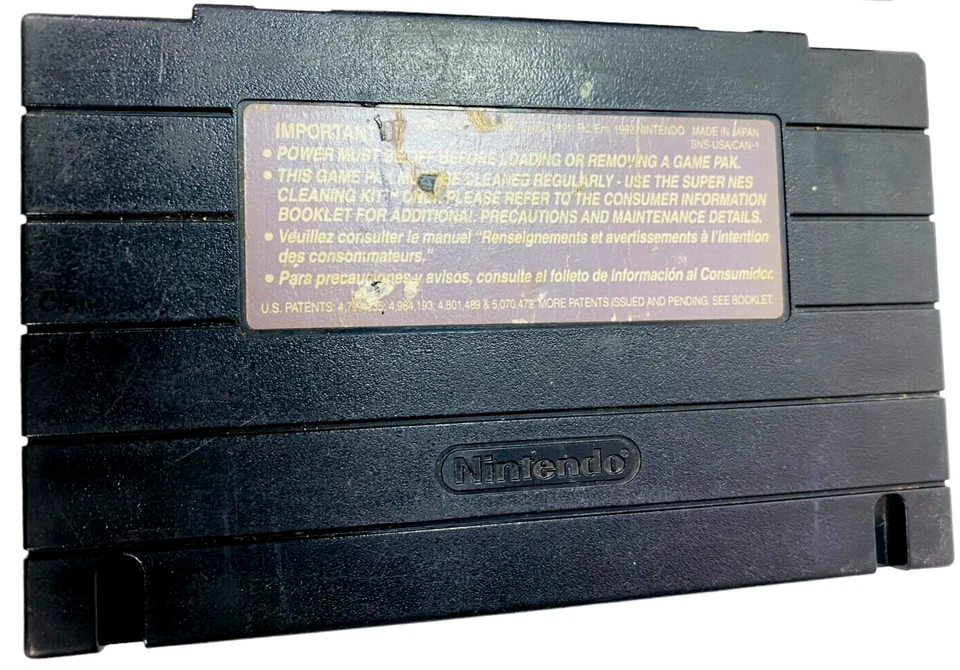 IMPORTANT
1992 NINTENDO MADE IN JAPAN
SNS-USA/CAN-1
• POWER MUST BE OFF BEFORE LOADING OR REMOVING A GAME PAK.
• THIS GAME PAK MAY BE CLEANED REGULARLY - USE THE SUPER NES
CLEANING KIT ONLY. PLEASE REFER TO THE CONSUMER INFORMATION
BOOKLET FOR ADDITIONAL PRECAUTIONS AND MAINTENANCE DETAILS.
• Veuillez consulter le manuel "Renseignements et avertissements à l'intention
des consommateurs."
• Para precauciones y avisos, consulte al folleto de Información al Consumidor.
U.S. PATENTS: 4,984,193; 4,801,489 & 5,070,479. MORE PATENTS ISSUED AND PENDING. SEE BOOKLET.
Nintendo®